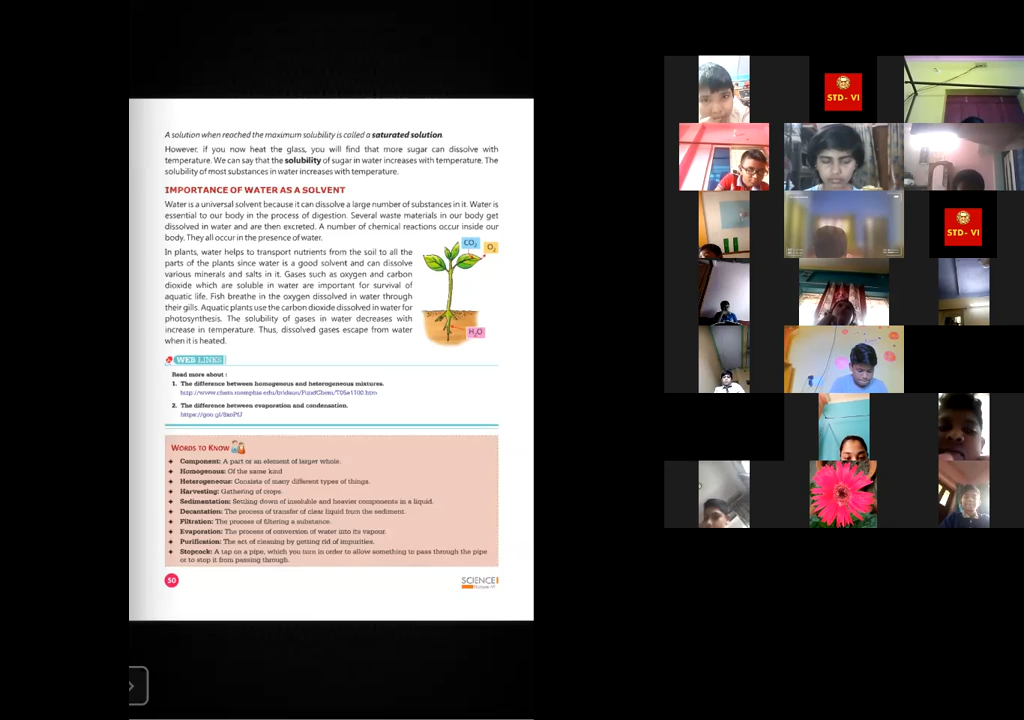 A solution when reached the maximum solubility is called a saturated solution.
However, if you now heat the glass, you will find that more sugar can dissolve with
temperature. We can say that the solubility of sugar in water increases with temperature. The
solubility of most substances in water increases with temperature.
IMPORTANCE OF WATER AS A SOLVENT
Water is a universal solvent because it can dissolve a large number of substances in it. Water is
essential to our body in the process of digestion. Several waste materials in our body get
dissolved in water and are then excreted. A number of chemical reactions occur inside our
body. They all occur in the presence of water.
In plants, water helps to transport nutrients from the soil to all the
parts of the plants since water is a good solvent and can dissolve
various minerals and salts in it. Gases such as oxygen and carbon
dioxide which are soluble in water are important for survival of
aquatic life. Fish breathe in the oxygen dissolved in water through
their gills. Aquatic plants use the carbon dioxide dissolved in water for
photosynthesis. The solubility of gases in water decreases with
increase in temperature. Thus, dissolved gases escape from water
when it is heated.
CO₂
O₂
H₂O
WEB LINKS
Read more about :
1. The difference between homogenous and heterogeneous mixtures.
2. The difference between evaporation and condensation.
WORDS TO KNOW
Component: A part or an element of larger whole.
Homogenous: Of the same kind
Heterogeneous: Consists of many different types of things.
Harvesting: Gathering of crops.
Sedimentation: Settling down of insoluble and heavier components in a liquid.
Decantation: The process of transfer of clear liquid from the sediment.
Filtration: The process of filtering a substance.
Evaporation: The process of conversion of water into its vapour.
Purification: The act of cleaning by getting rid of impurities.
Stopcock: A tap on a pipe, which you turn in order to allow something to pass through the pipe
or to stop it from passing through.
50
SCIENCE
STD- VI
STD- VI